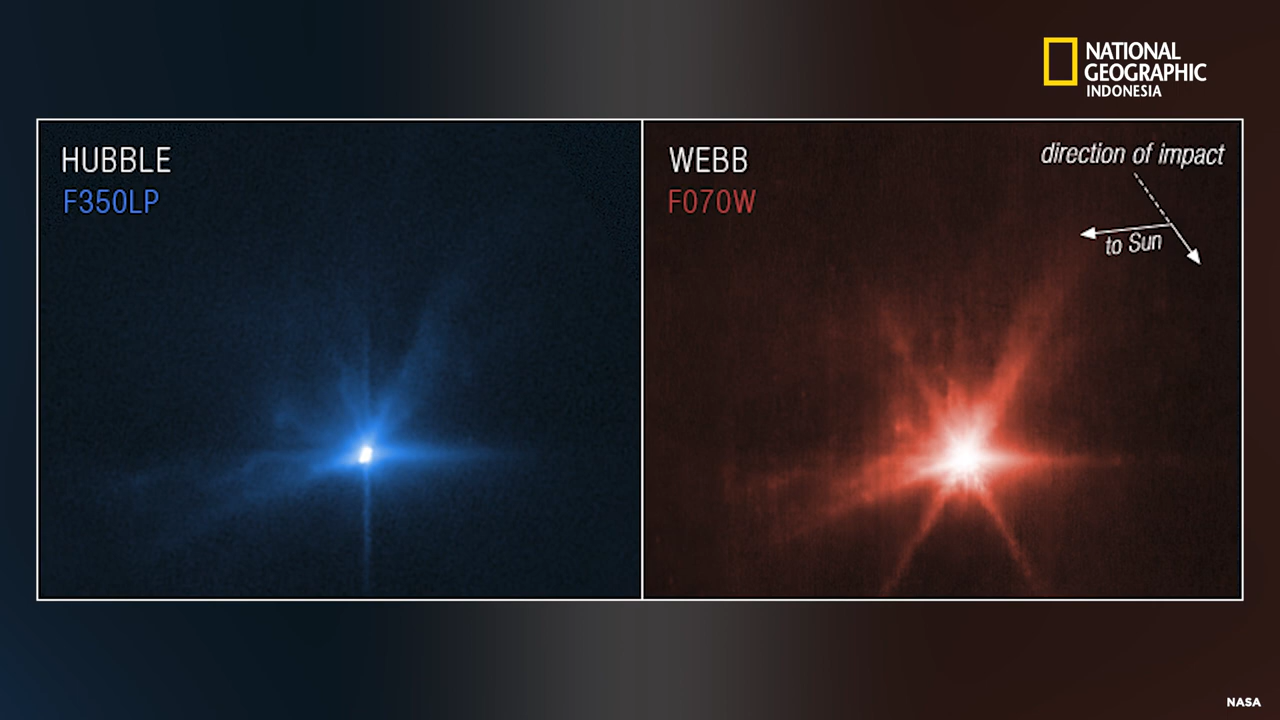 NATIONAL
GEOGRAPHIC
INDONESIA
HUBBLE
F350LP
WEBB
F070W
direction of impact
to Sun
NASA